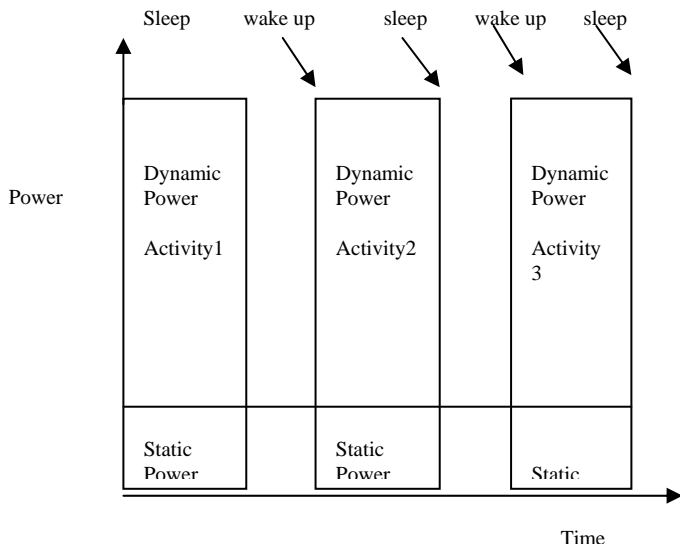 Sleep wake up sleep wake up sleep
Power
Dynamic
Power
Activity1
Dynamic
Power
Activity2
Dynamic
Power
Activity
3
Static
Power
Static
Power
Static
Time